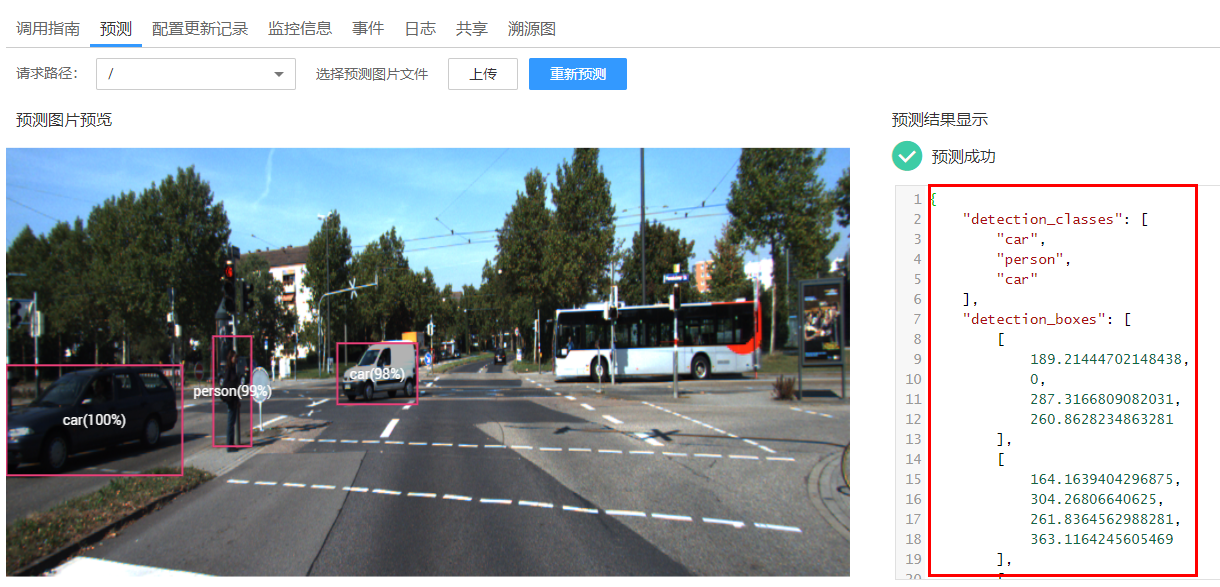 调用指南 预测 配置更新记录 监控信息 事件 日志 共享 溯源图
请求路径： / 选择预测图片文件 上传 重新预测
预测图片预览
car(100%)
person(99%)
car(98%)
预测结果显示
预测成功
1 {
2 "detection_classes": [
3 "car",
4 "person",
5 "car"
6 ],
7 "detection_boxes": [
8 [
9 189.21444702148438,
10 0,
11 287.3166809082031,
12 260.8628234863281
13 ],
14 [
15 164.1639404296875,
16 304.26806640625,
17 261.8364562988281,
18 363.1164245605469
19 ],
20 [